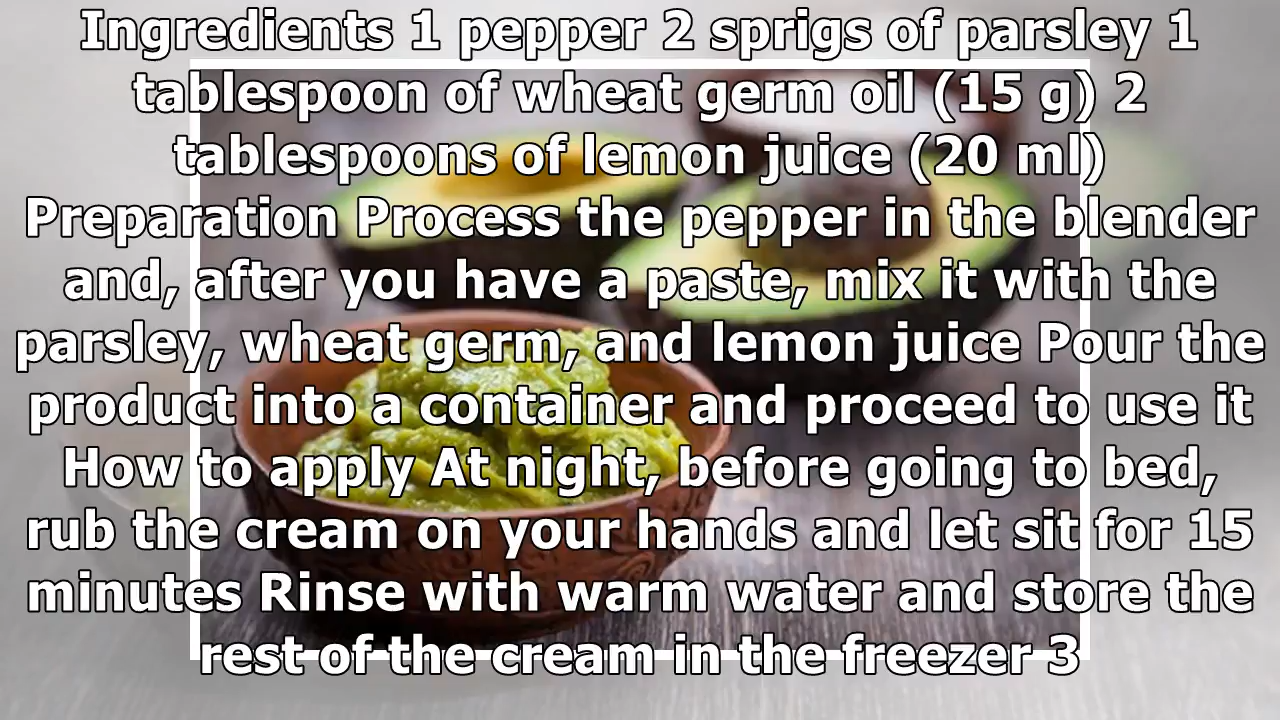 Ingredients 1 pepper 2 sprigs of parsley 1
tablespoon of wheat germ oil (15 g) 2
tablespoons of lemon juice (20 ml)
Preparation Process the pepper in the blender
and, after you have a paste, mix it with the
parsley, wheat germ, and lemon juice Pour the
product into a container and proceed to use it
How to apply At night, before going to bed,
rub the cream on your hands and let sit for 15
minutes Rinse with warm water and store the
rest of the cream in the freezer 3